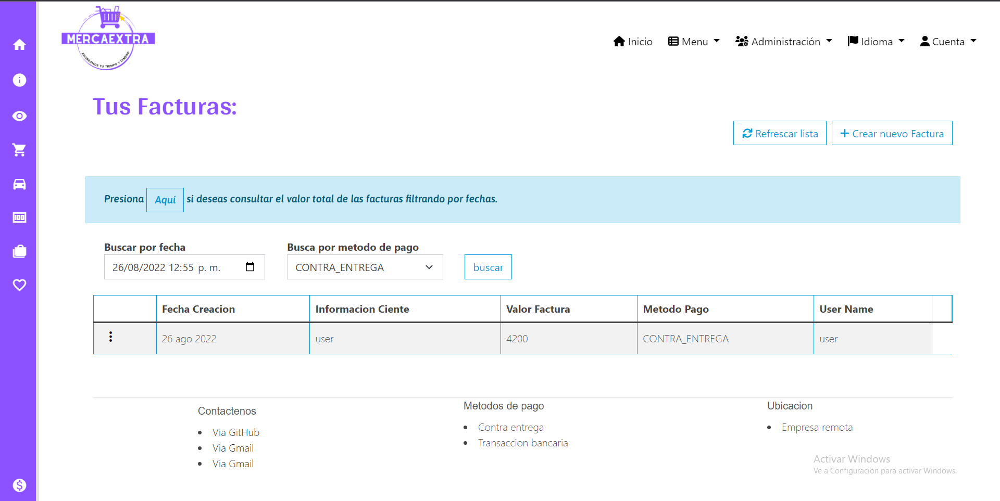 MERCAEXTRA
AHORRAMOS TU TIEMPO Y DINERO
Inicio
Menu
Administración
Idioma
Cuenta
Tus Facturas:
Refrescar lista
Crear nuevo Factura
Presiona Aquí si deseas consultar el valor total de las facturas filtrando por fechas.
Buscar por fecha
Busca por metodo de pago
26/08/2022 12:55 p. m.
CONTRA_ENTREGA
buscar
Fecha Creacion
Informacion Ciente
Valor Factura
Metodo Pago
User Name
26 ago 2022
user
4200
CONTRA_ENTREGA
user
Contactenos
Via GitHub
Via Gmail
Via Gmail
Metodos de pago
Contra entrega
Transaccion bancaria
Ubicacion
Empresa remota
Activar Windows
Ve a Configuración para activar Windows.
100